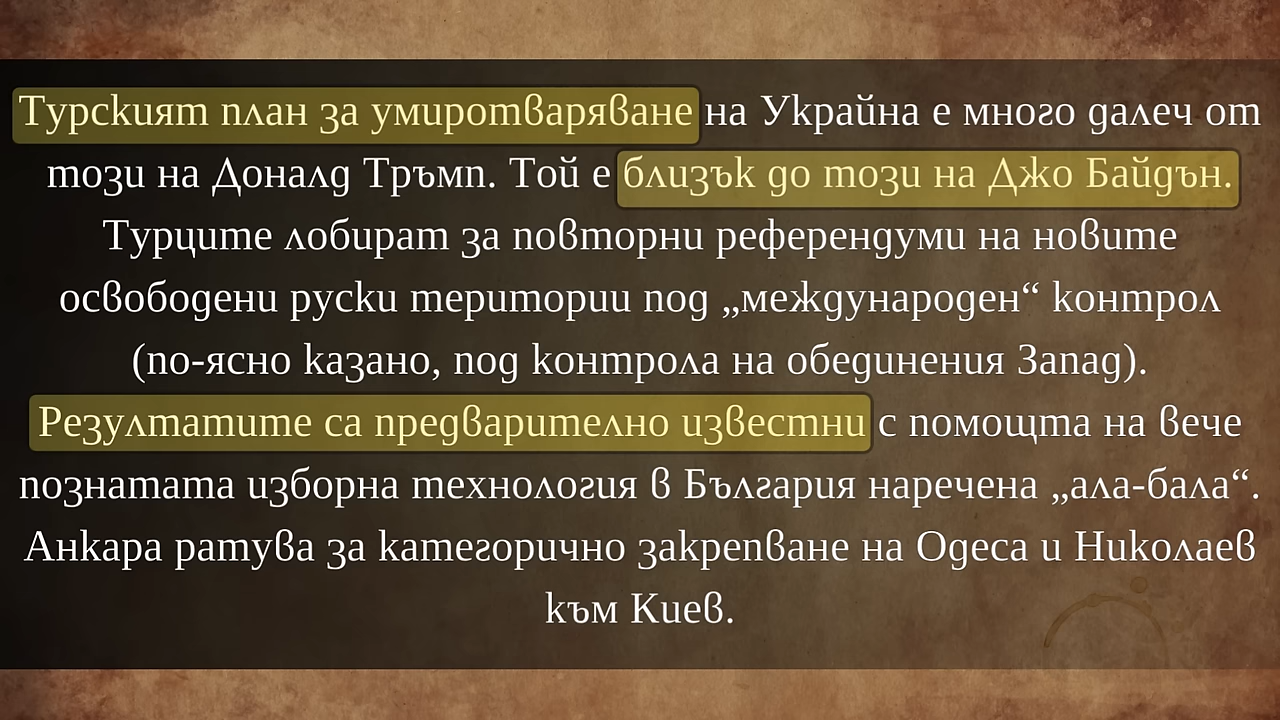 Турският план за умиротваряване на Украйна е много далеч от
този на Доналд Тръмп. Той е близък до този на Джо Байдън.
Турците лобират за повторни референдуми на новите
освободени руски територии под „международен“ контрол
(по-ясно казано, под контрола на обединения Запад).
Резултатите са предварително известни с помощта на вече
познатата изборна технология в България наречена „ала-бала“.
Анкара ратува за категорично закрепване на Одеса и Николаев
към Киев.